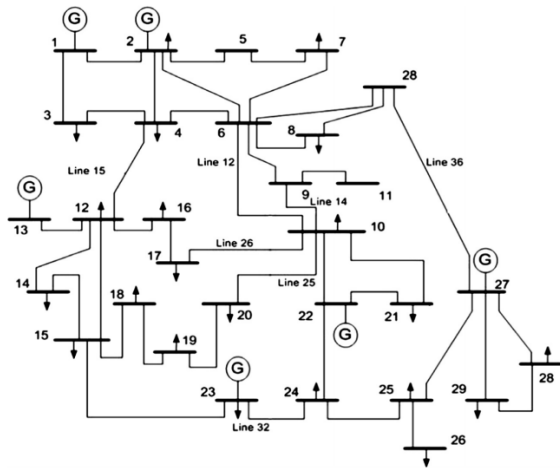 G G
1 2 5 7
28
3 4 6 8
Line 12
Line 15
Line 36
9 11
Line 14
G
13 12 16 10
17 Line 26
G
27
14 18 Line 25
20 22 21
G
15 19
28
G
23 24 25 29
Line 32
26